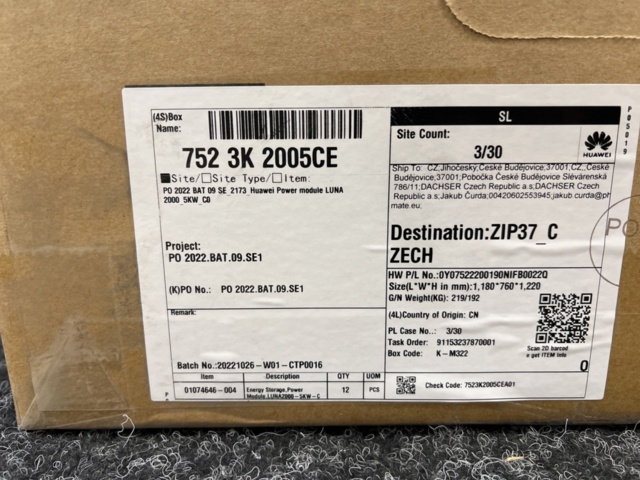 (4S)Box
Name:
752 3K 2005CE
Site/ Site Type/ Item:
PO 2022 BAT 09 SE_2173 Huawei Power module LUNA
2000_5KW_C0
Project:
PO 2022.BAT.09.SE1
(K)PO No.: PO 2022.BAT.09.SE1
Remark:
Batch No:20221026-W01-CTP0016
Item Description QTY UOM
01074646-004 Energy Storage,Power 12 PCS
Module,LUNA2000-5KW-C
SL
Site Count:
3/30
HUAWEI
Ship To: CZ,Jihočeský,České Budějovice,37001,CZ,,České
Budějovice,37001;Pobočka České Budějovice Slévárenská
786/11;DACHSER Czech Republic a.s;DACHSER Czech
Republic a.s;Jakub Čurda;00420602553945;jakub curda@ph
mate.eu,
Destination:ZIP37_C
ZECH
HW P/L No.:0Y07522200190NIFB0022Q
Size(L*W*H in mm):1,180*760*1,220
G/N Weight(KG): 219/192
(4L)Country of Origin: CN
PL Case No..: 3/30
Task Order: 91153237870001
Box Code: K-M322
Scan 2D barcod
e get ITEM Info
0
Check Code: 7523K2005CEA01
P05019
PO